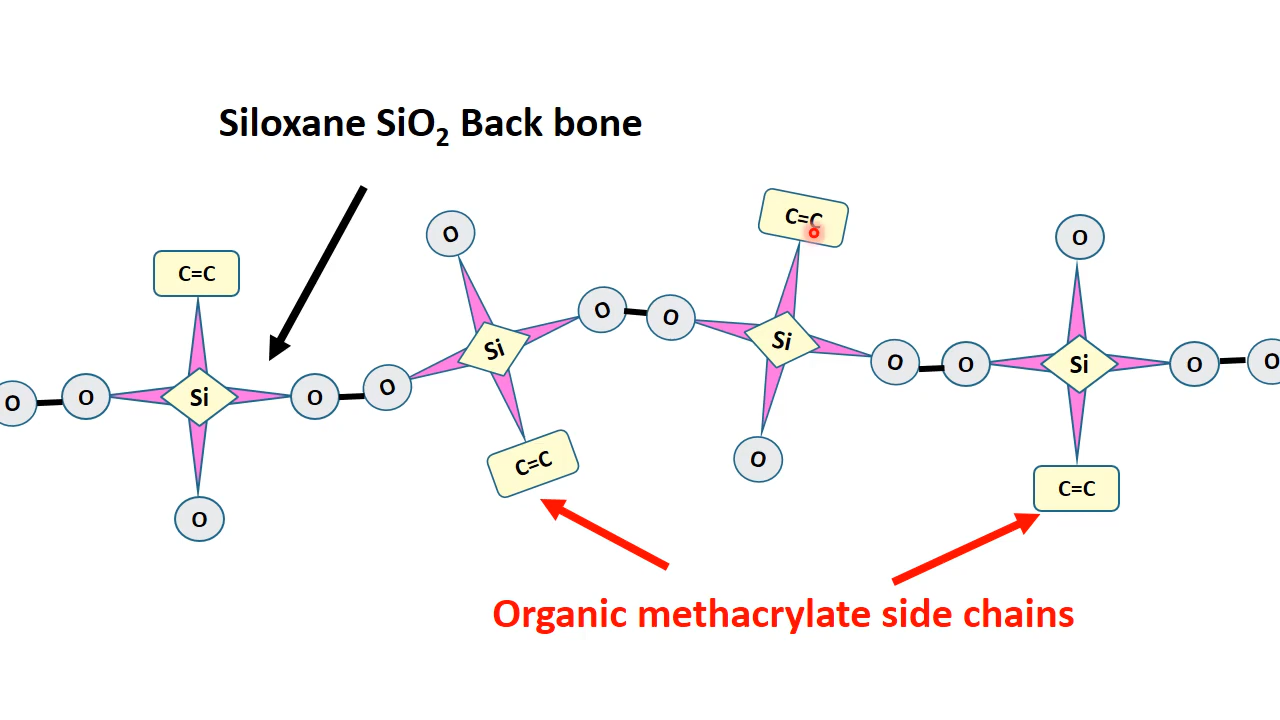 Siloxane SiO₂ Back bone
C=C
O
C=C
O
O
O
Si
O
O
Si
O
O
Si
O
O
Si
O
O
O
O
C=C
O
C=C
O
Organic methacrylate side chains